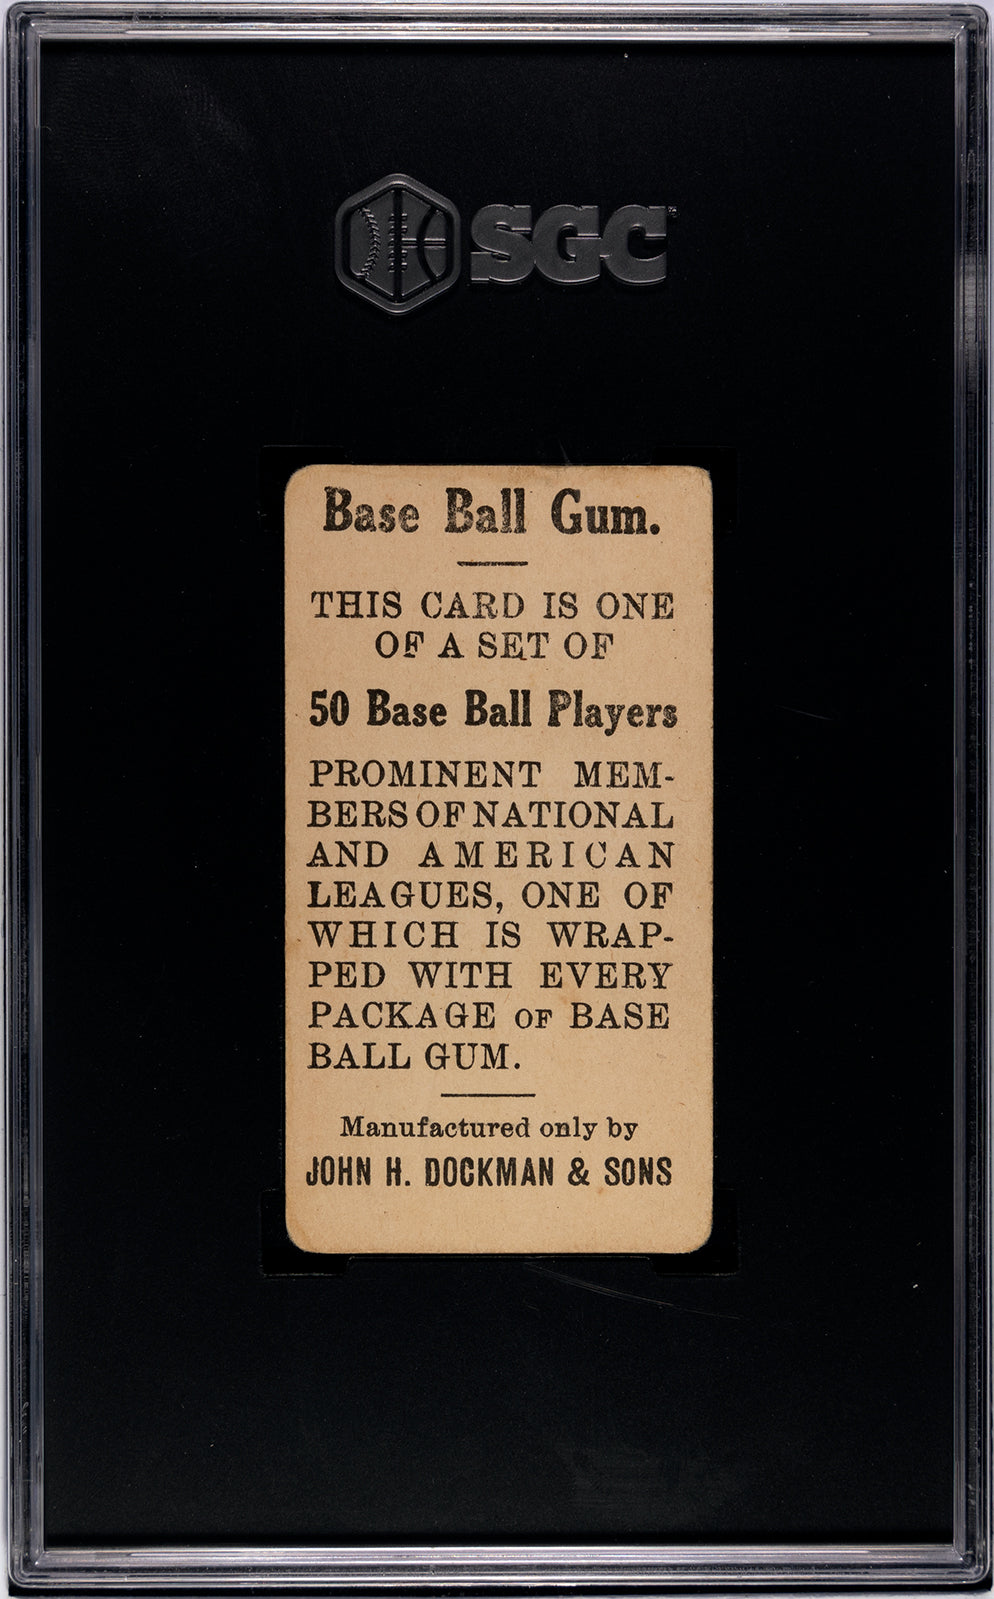 SGC
Base Ball Gum.
THIS CARD IS ONE
OF A SET OF
50 Base Ball Players
PROMINENT MEM-
BERS OF NATIONAL
AND AMERICAN
LEAGUES, ONE OF
WHICH IS WRAP-
PED WITH EVERY
PACKAGE OF BASE
BALL GUM.
Manufactured only by
JOHN H. DOCKMAN & SONS